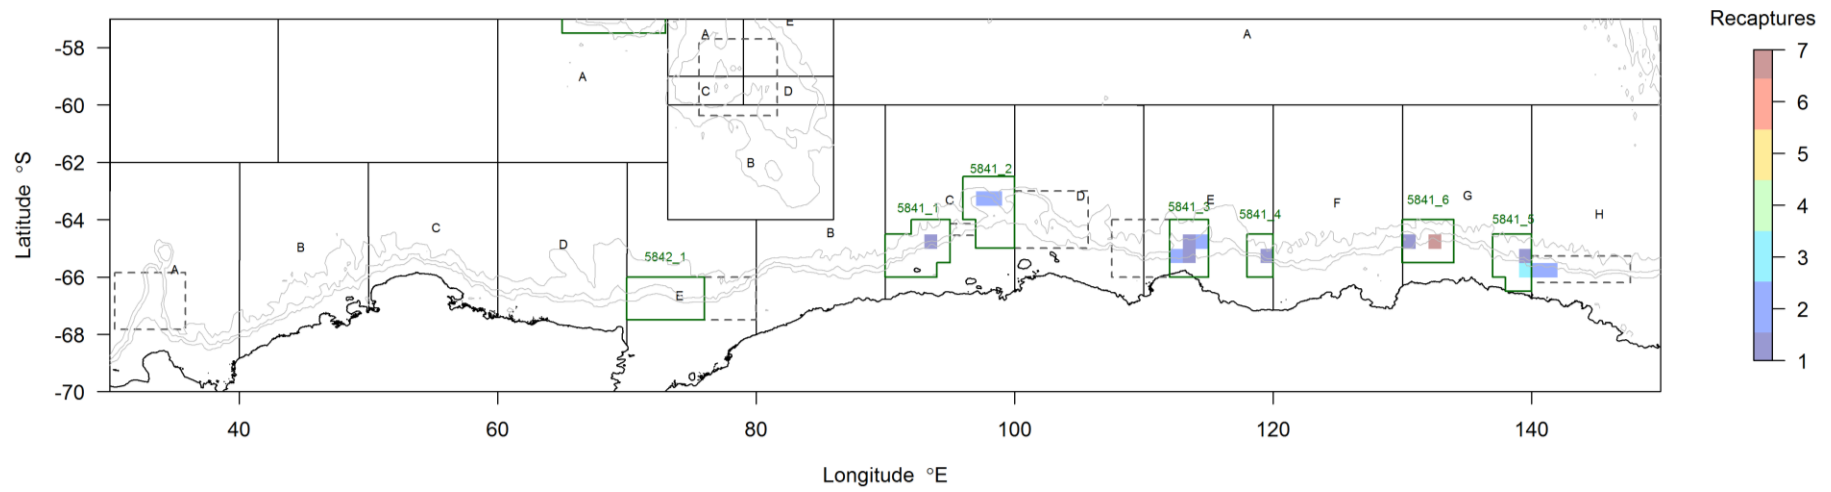 Recaptures
7
6
5
4
3
2
1
-58
-60
-62
-64
-66
-68
-70
Latitude °S
A
A
E
C
D
B
A
5841_2
C
D
5841_1
5841_3
E
5841_4
F
5841_6
G
5841_5
H
B
C
D
B
A
5842_1
E
40
60
80
100
120
140
Longitude °E